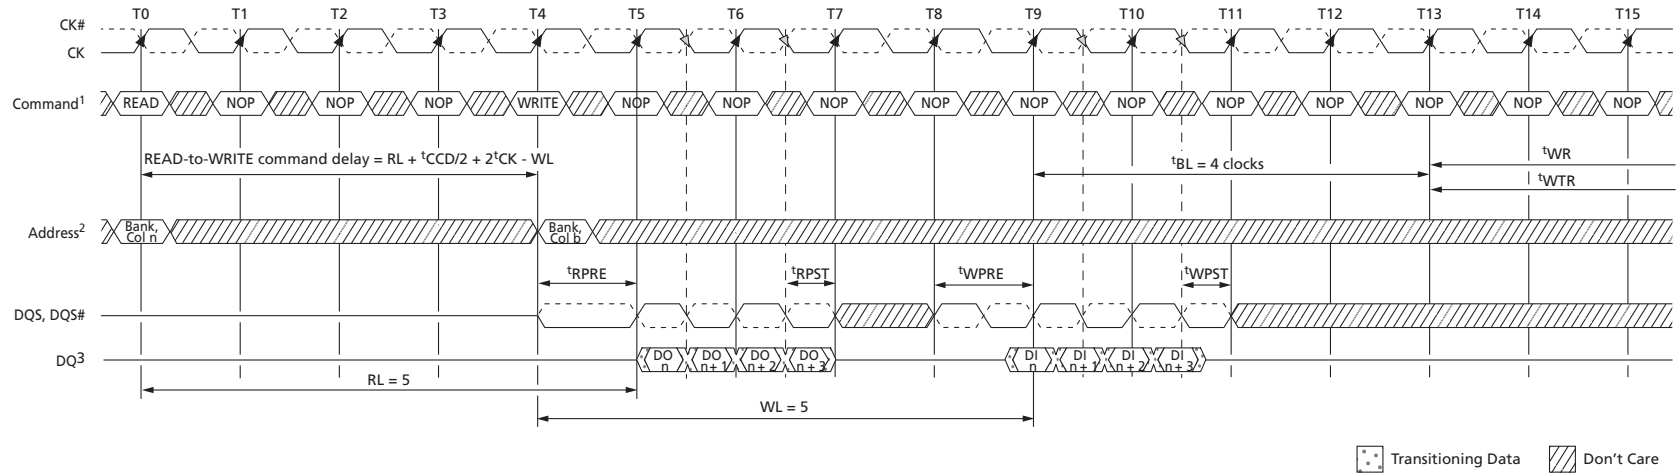 T0 T1 T2 T3 T4 T5 T6 T7 T8 T9 T10 T11 T12 T13 T14 T15
CK#
CK
Command1 READ NOP NOP NOP WRITE NOP NOP NOP NOP NOP NOP NOP NOP NOP NOP NOP
READ-to-WRITE command delay = RL + tCCD/2 + 2tCK - WL
tBL = 4 clocks
tWR
tWTR
Address2 Bank, Col n Bank, Col b
tRPRE tRPST tWPRE tWPST
DQS, DQS#
DQ3 DO n DO n + 1 DO n + 2 DO n + 3 DI n DI n + 1 DI n + 2 DI n + 3
RL = 5
WL = 5
Transitioning Data Don't Care